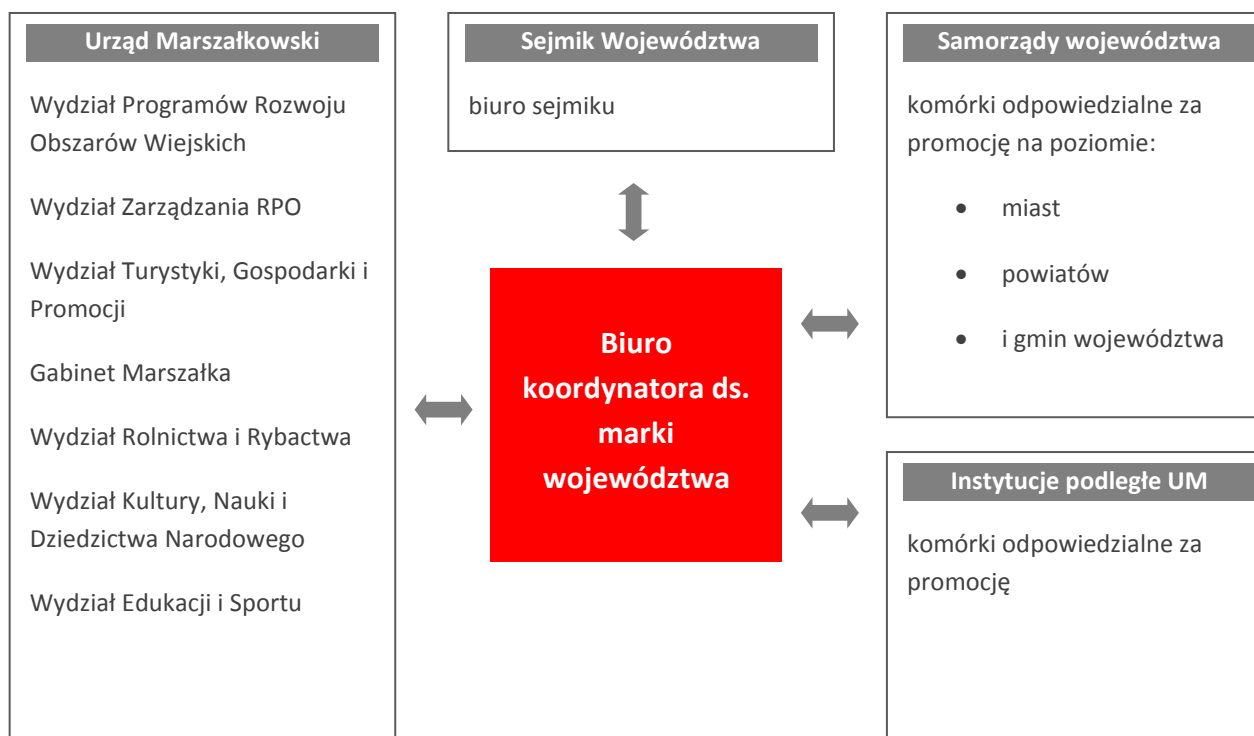 Urząd Marszałkowski
Wydział Programów Rozwoju
Obszarów Wiejskich
Wydział Zarządzania RPO
Wydział Turystyki, Gospodarki i
Promocji
Gabinet Marszałka
Wydział Rolnictwa i Rybactwa
Wydział Kultury, Nauki i
Dziedzictwa Narodowego
Wydział Edukacji i Sportu
Sejmik Województwa
biuro sejmiku
Biuro
koordynatora ds.
marki
województwa
Samorządy województwa
komórki odpowiedzialne za
promocję na poziomie:
• miast
• powiatów
• i gmin województwa
Instytucje podległe UM
komórki odpowiedzialne za
promocję